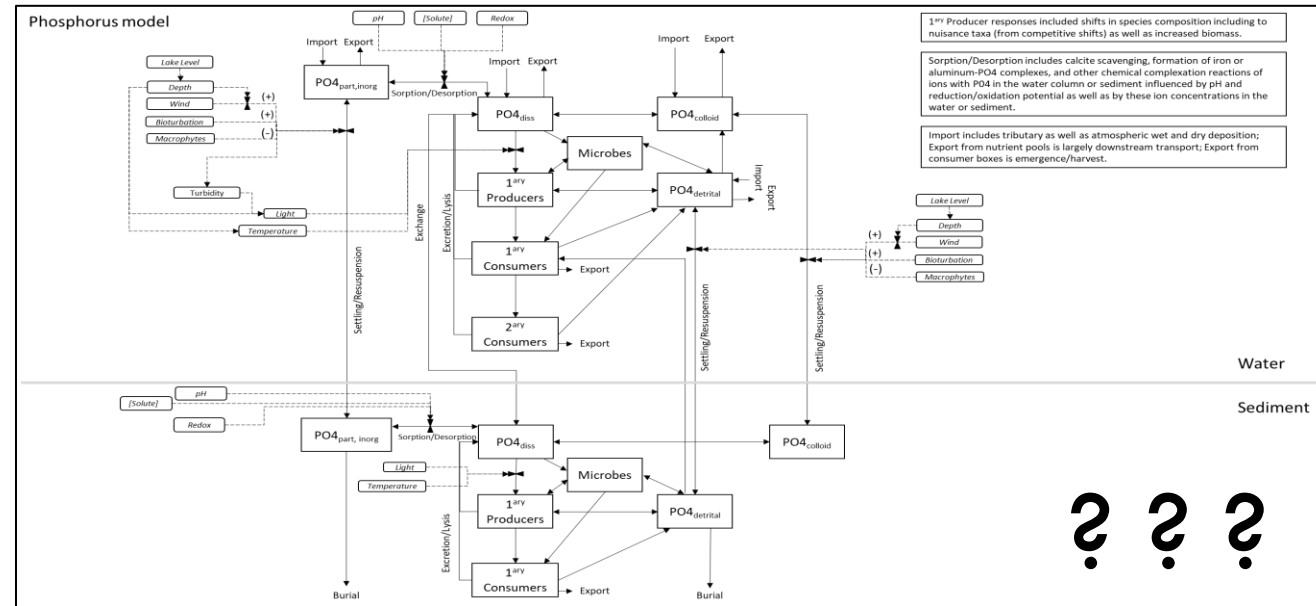 Phosphorus model
pH
[Solute]
Redox
Import
Export
Import
Export
Import
Export
Lake Level
Depth
Wind
Bioturbation
Macrophytes
(+)
(+)
(-)
Turbidity
Light
Temperature
PO4part,inorg
Sorption/Desorption
PO4diss
PO4colloid
Microbes
1ary
Producers
PO4detrital
Import
Export
Exchange
Excretion/Lysis
1ary
Consumers
Export
2ary
Consumers
Export
Settling/Resuspension
Settling/Resuspension
Settling/Resuspension
Lake Level
Depth
Wind
Bioturbation
Macrophytes
(+)
(+)
(-)
1ary Producer responses included shifts in species composition including to
nuisance taxa (from competitive shifts) as well as increased biomass.
Sorption/Desorption includes calcite scavenging, formation of iron or
aluminum-PO4 complexes, and other chemical complexation reactions of
ions with P04 in the water column or sediment influenced by pH and
reduction/oxidation potential as well as by these ion concentrations in the
water or sediment.
Import includes tributary as well as atmospheric wet and dry deposition;
Export from nutrient pools is largely downstream transport; Export from
consumer boxes is emergence/harvest.
Water
Sediment
pH
[Solute]
Redox
PO4part, inorg
Sorption/Desorption
PO4diss
PO4colloid
Light
Temperature
Microbes
1ary
Producers
PO4detrital
Excretion/Lysis
1ary
Consumers
Export
Burial
Burial
? ? ?